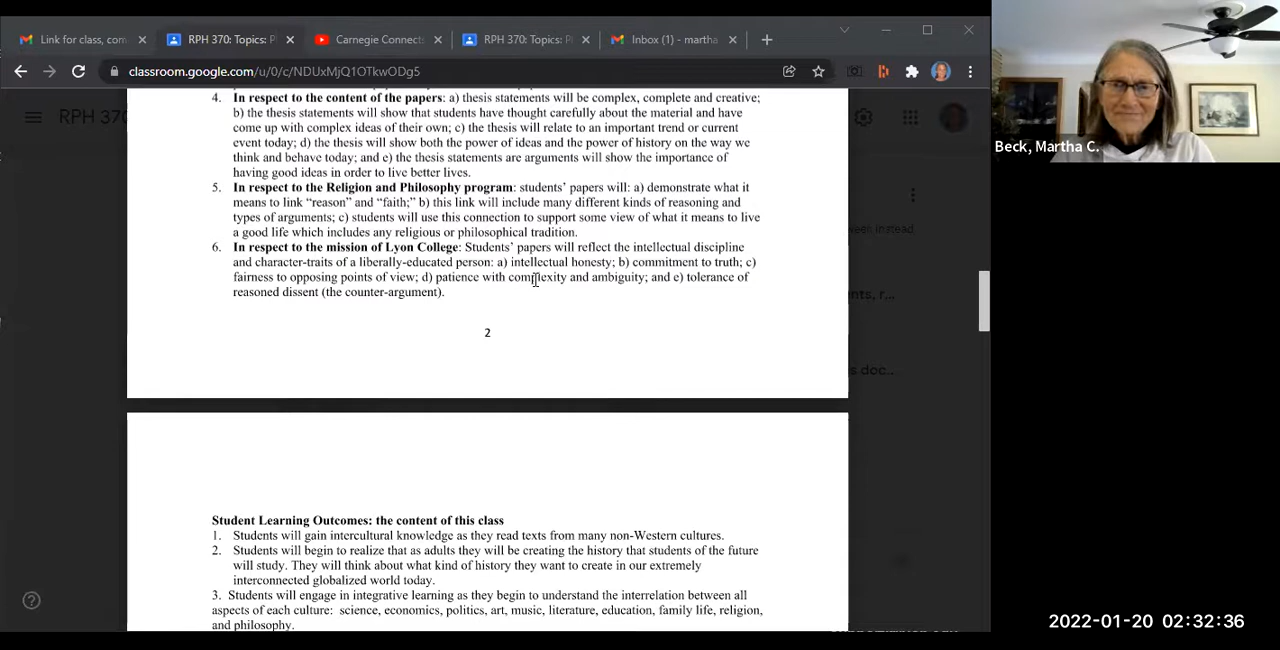 Link for class, com
RPH 370: Topics: P
Carnegie Connects
RPH 370: Topics: P
Inbox (1) - martha
classroom.google.com/u/0/c/NDUxMjQ1OTkwODg5
RPH 370
4. In respect to the content of the papers: a) thesis statements will be complex, complete and creative;
b) the thesis statements will show that students have thought carefully about the material and have
come up with complex ideas of their own; c) the thesis will relate to an important trend or current
event today; d) the thesis will show both the power of ideas and the power of history on the way we
think and behave today; and e) the thesis statements are arguments will show the importance of
having good ideas in order to live better lives.
5. In respect to the Religion and Philosophy program: students’ papers will: a) demonstrate what it
means to link “reason” and “faith;” b) this link will include many different kinds of reasoning and
types of arguments; c) students will use this connection to support some view of what it means to live
a good life which includes any religious or philosophical tradition.
6. In respect to the mission of Lyon College: Students’ papers will reflect the intellectual discipline
and character-traits of a liberally-educated person: a) intellectual honesty; b) commitment to truth; c)
fairness to opposing points of view; d) patience with complexity and ambiguity; and e) tolerance of
reasoned dissent (the counter-argument).
2
Student Learning Outcomes: the content of this class
1. Students will gain intercultural knowledge as they read texts from many non-Western cultures.
2. Students will begin to realize that as adults they will be creating the history that students of the future
will study. They will think about what kind of history they want to create in our extremely
interconnected globalized world today.
3. Students will engage in integrative learning as they begin to understand the interrelation between all
aspects of each culture: science, economics, politics, art, music, literature, education, family life, religion,
and philosophy.
ween instead
nts, r...
s doc...
Beck, Martha C.
2022-01-20 02:32:36